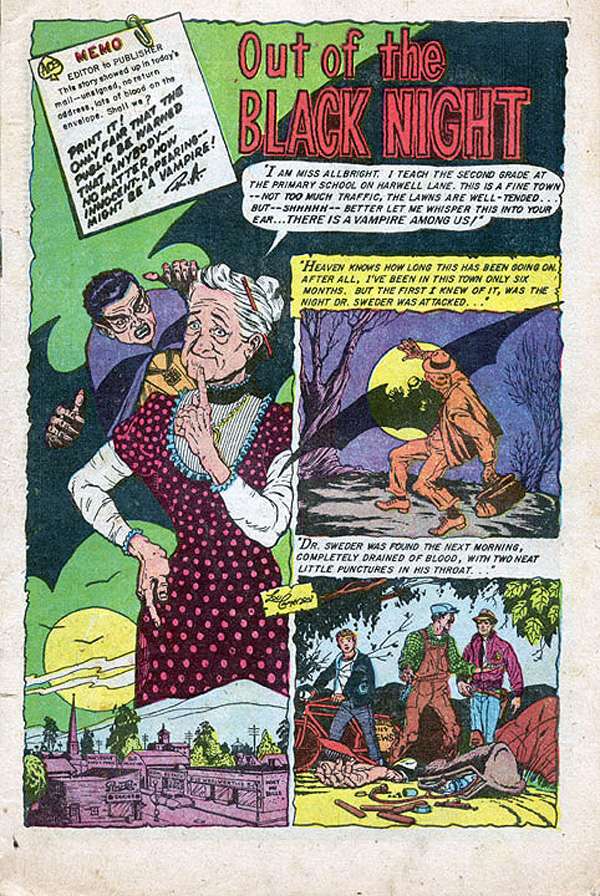 ACE
MEMO
EDITOR to PUBLISHER
This story showed up in today's
mail—unsigned, no return
address, lots of blood on the
envelope. Shall we?
PRINT IT!
ONLY FAIR THAT THE
PUBLIC BE WARNED
THAT ANYBODY--
NO MATTER HOW
INNOCENT-APPEARING--
MIGHT BE A VAMPIRE!
R.A.
Out of the
BLACK NIGHT
"I AM MISS ALLBRIGHT. I TEACH THE SECOND GRADE AT
THE PRIMARY SCHOOL ON HARWELL LANE. THIS IS A FINE TOWN
--NOT TOO MUCH TRAFFIC, THE LAWNS ARE WELL-TENDED...
BUT--SHHHHH-- BETTER LET ME WHISPER THIS INTO YOUR
EAR...THERE IS A VAMPIRE AMONG US!"
"HEAVEN KNOWS HOW LONG THIS HAS BEEN GOING ON.
AFTER ALL, I'VE BEEN IN THIS TOWN ONLY SIX
MONTHS. BUT THE FIRST I KNEW OF IT, WAS THE
NIGHT DR. SWEDER WAS ATTACKED..."
"DR. SWEDER WAS FOUND THE NEXT MORNING,
COMPLETELY DRAINED OF BLOOD, WITH TWO NEAT
LITTLE PUNCTURES IN HIS THROAT..."
NEWS